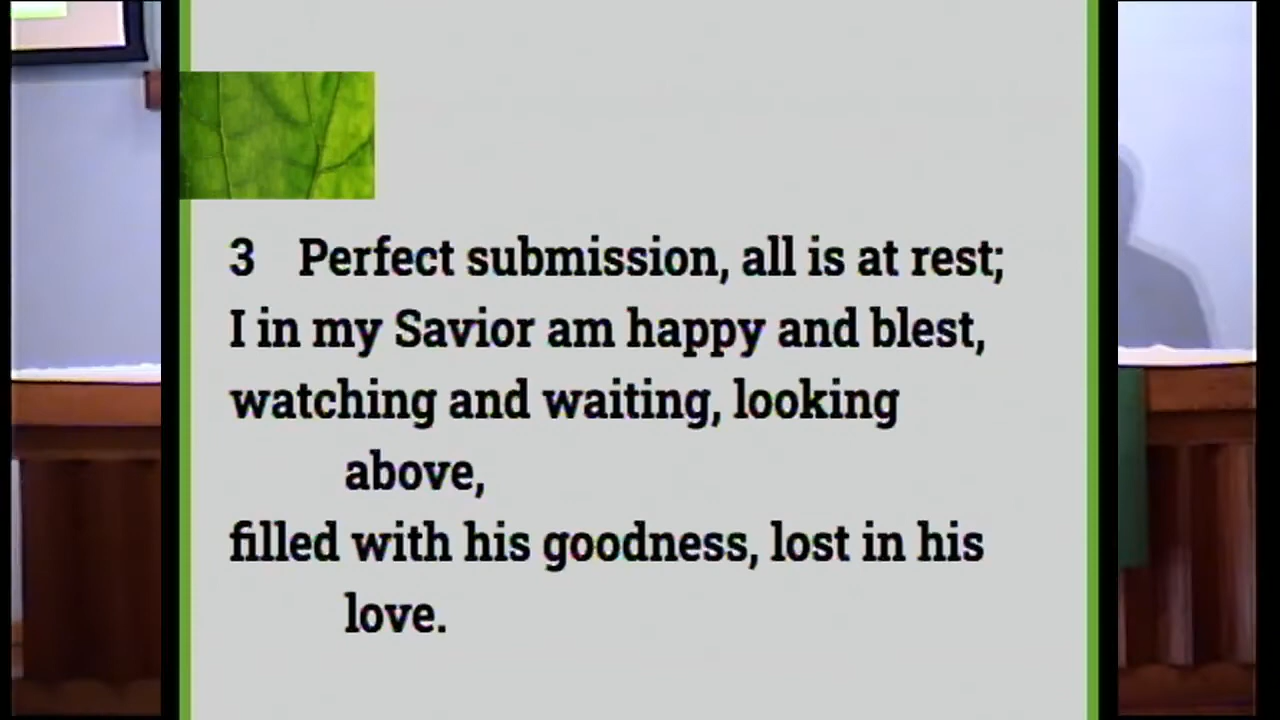 3 Perfect submission, all is at rest;
I in my Savior am happy and blest,
watching and waiting, looking
above,
filled with his goodness, lost in his
love.